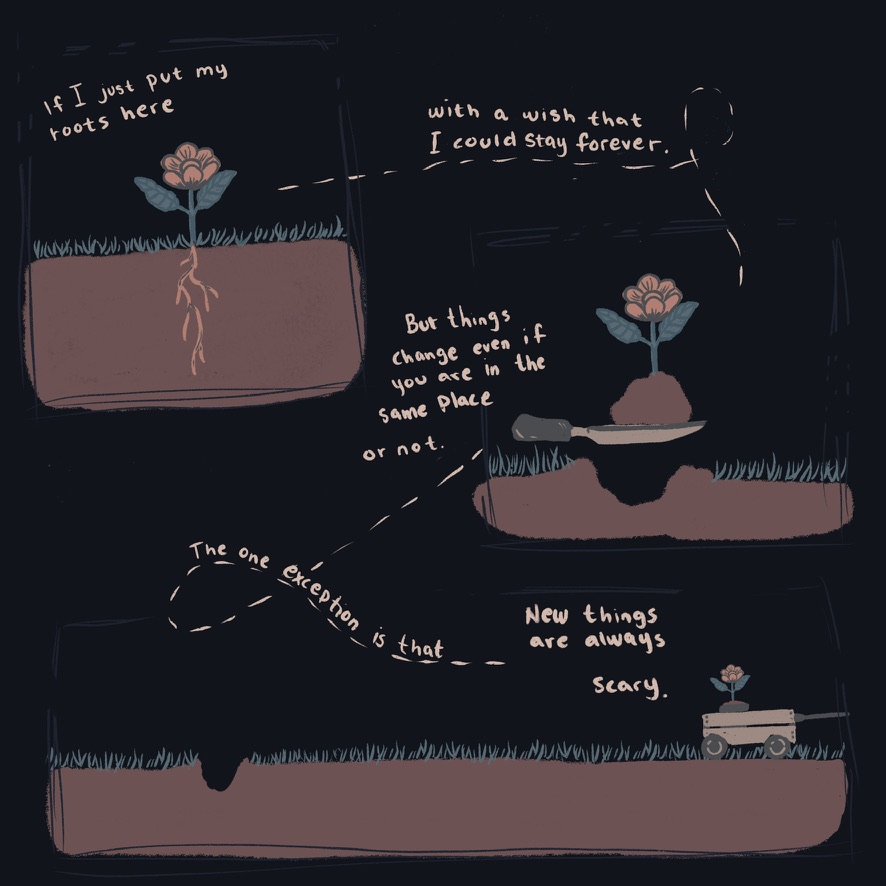 If I just put my
roots here
with a wish that
I could stay forever.
But things
change even if
you are in the
same place
or not.
The one exception is that
New things
are always
scary.